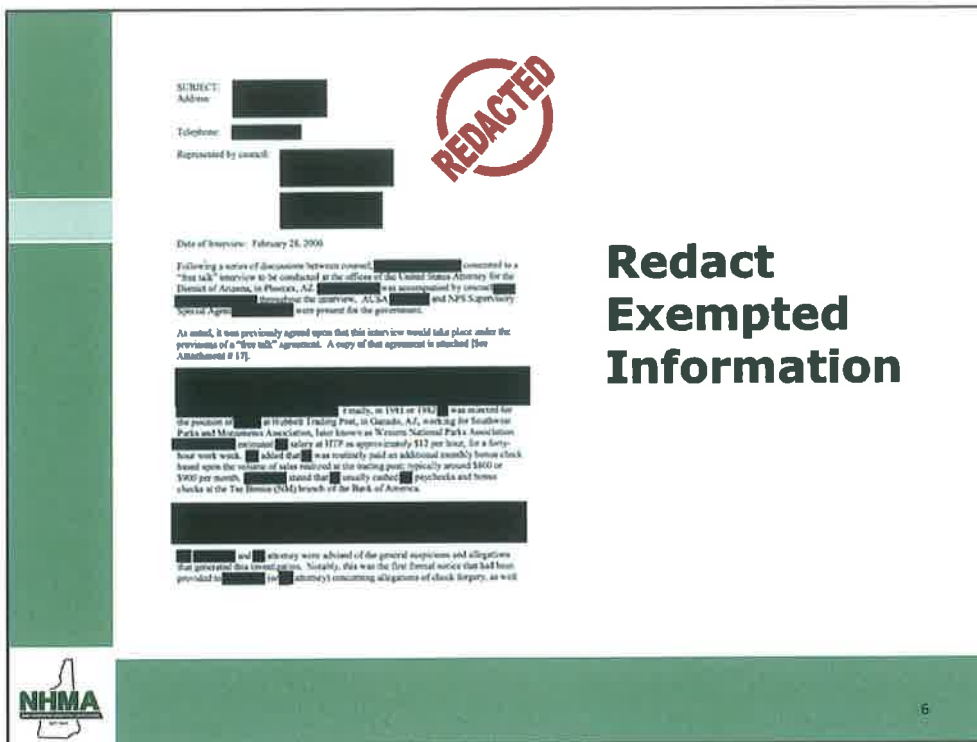 SUBJECT:
Address:
REDACTED
Telephone:
Represented by council:
Date of Interview: February 28, 2006
Following a series of discussions between counsel, consented to a
"free talk" interview to be conducted at the offices of the United States Attorney for the
District of Arizona, in Phoenix, AZ. was accompanied by counsel
throughout the interview. AUSA and NPS Supervisory
Special Agent were present for the government.
As noted, it was previously agreed upon that this interview would take place under the
provisions of a "free talk" agreement. A copy of that agreement is attached [See
Attachment # 17].
in 1981 or 1982 was selected for
the position of at Hubbell Trading Post, in Ganado, AZ, working for Southwest
Parks and Monuments Association, later known as Western National Parks Association
estimated salary at HTP as approximately $12 per hour, for a forty-
hour work week. added that was routinely paid an additional monthly bonus check
based upon the volume of sales realized at the trading post; typically around $800 or
$900 per month. stated that usually cashed paychecks and bonus
checks at the (NM) branch of the Bank of America.
and attorney were advised of the general suspicions and allegations
that generated this investigation. Notably, this was the first formal notice that had been
provided to (or attorney) concerning allegations of check forgery, as well
Redact
Exempted
Information
NHMA
6